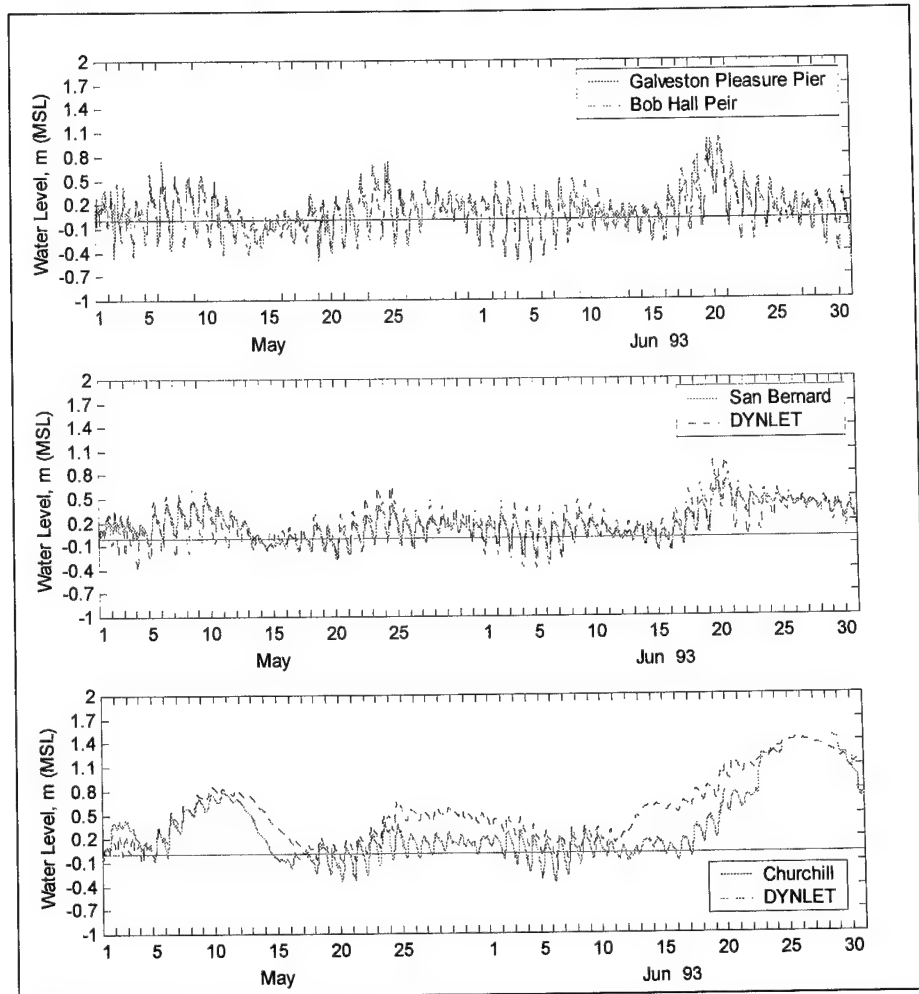 2
1.7
1.4
1.1
0.8
0.5
0.2
-0.1
-0.4
-0.7
-1
Water Level, m (MSL)
Galveston Pleasure Pier
Bob Hall Peir
1 5 10 15 20 25 1 5 10 15 20 25 30
May Jun 93
2
1.7
1.4
1.1
0.8
0.5
0.2
-0.1
-0.4
-0.7
-1
Water Level, m (MSL)
San Bernard
DYNLET
1 5 10 15 20 25 1 5 10 15 20 25 30
May Jun 93
2
1.7
1.4
1.1
0.8
0.5
0.2
-0.1
-0.4
-0.7
-1
Water Level, m (MSL)
Churchill
DYNLET
1 5 10 15 20 25 1 5 10 15 20 25 30
May Jun 93